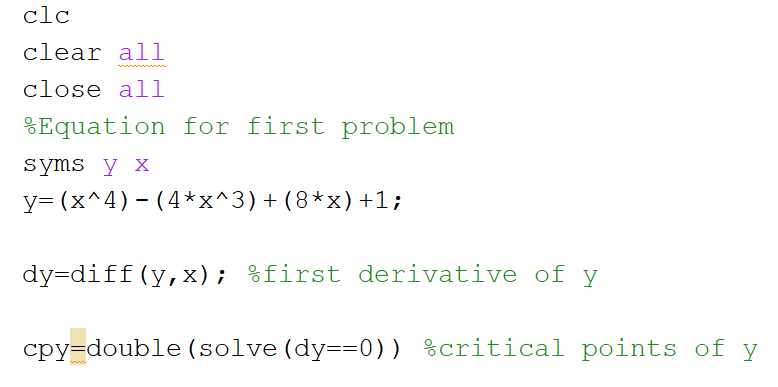 clc
clear all
close all
%Equation for first problem
syms y x
y=(x^4)-(4*x^3)+(8*x)+1;
dy=diff(y,x); %first derivative of y
cpy=double(solve(dy==0)) %critical points of y